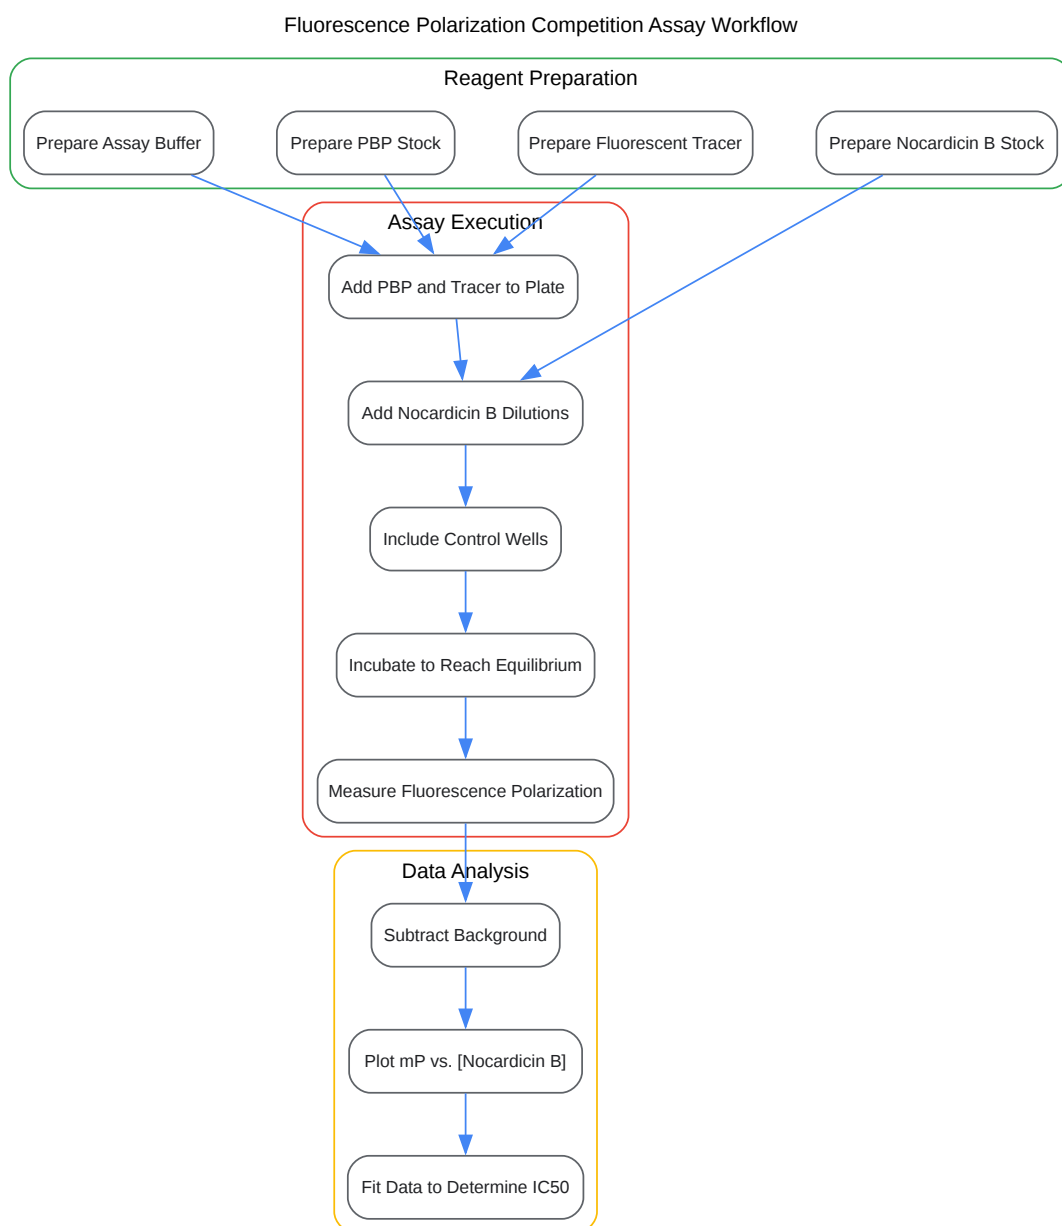 Fluorescence Polarization Competition Assay Workflow
Reagent Preparation
Prepare Assay Buffer
Prepare PBP Stock
Prepare Fluorescent Tracer
Prepare Nocardicin B Stock
Assay Execution
Add PBP and Tracer to Plate
Add Nocardicin B Dilutions
Include Control Wells
Incubate to Reach Equilibrium
Measure Fluorescence Polarization
Data Analysis
Subtract Background
Plot mP vs. [Nocardicin B]
Fit Data to Determine IC50